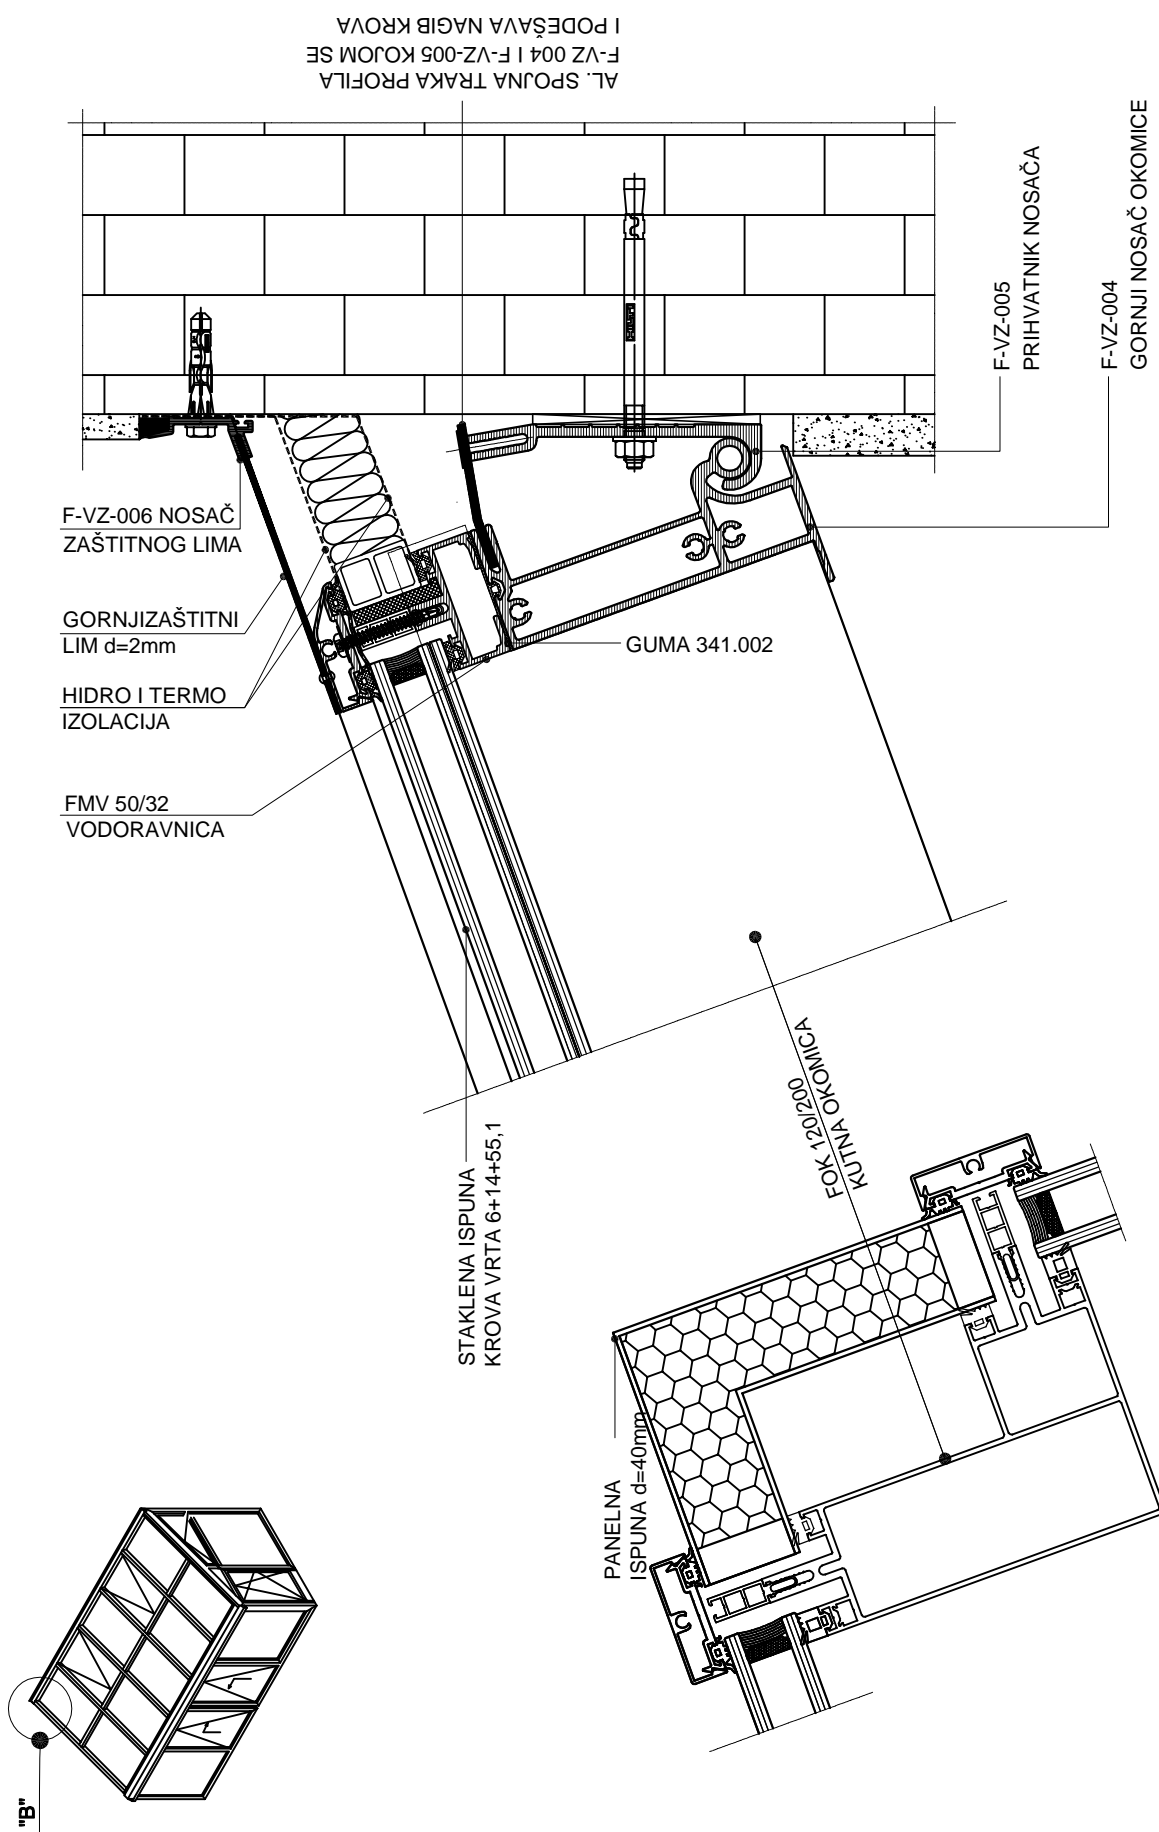 AL. SPOJNA TRAKA PROFILA
F-VZ 004 I F-VZ-005 KOJOM SE
I PODEŠAVA NAGIB KROVA
F-VZ-005
PRIHVATNIK NOSAČA
F-VZ-004
GORNJI NOSAČ OKOMICE
F-VZ-006 NOSAČ
ZAŠTITNOG LIMA
GORNJIZAŠTITNI
LIM d=2mm
HIDRO I TERMO
IZOLACIJA
FMV 50/32
VODORAVNICA
GUMA 341.002
STAKLENA ISPUNA
KROVA VRTA 6+14+55,1
FOK 120/200
KUTNA OKOMICA
PANELNA
ISPUNA d=40mm
"B"